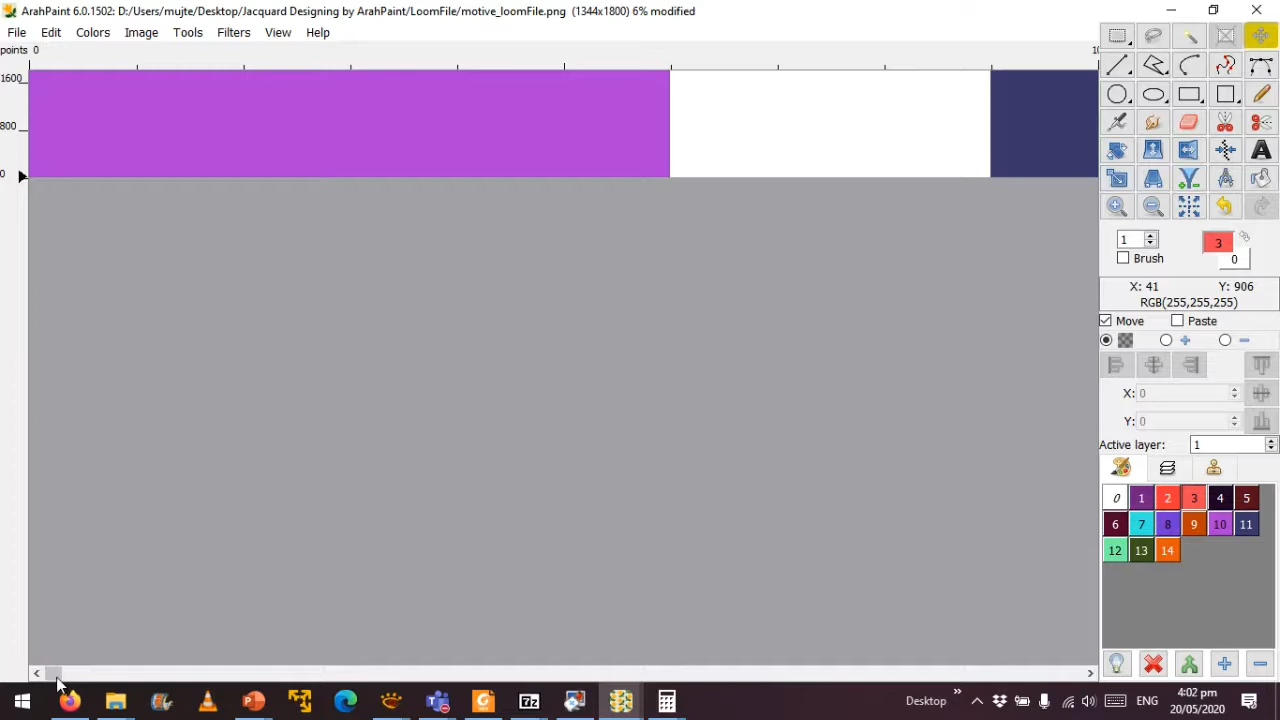 ArahPaint 6.0.1502: D:/Users/mujte/Desktop/Jacquard Designing by ArahPaint/LoomFile/motive_loomFile.png (1344x1800) 6% modified
File Edit Colors Image Tools Filters View Help
points 0
1600
800
0
1
3
0
Brush
X: 41 Y: 906
RGB(255,255,255)
Move Paste
X: 0
Y: 0
Active layer: 1
0 1 2 3 4 5
6 7 8 9 10 11
12 13 14
7z
Desktop
ENG
4:02 pm
20/05/2020